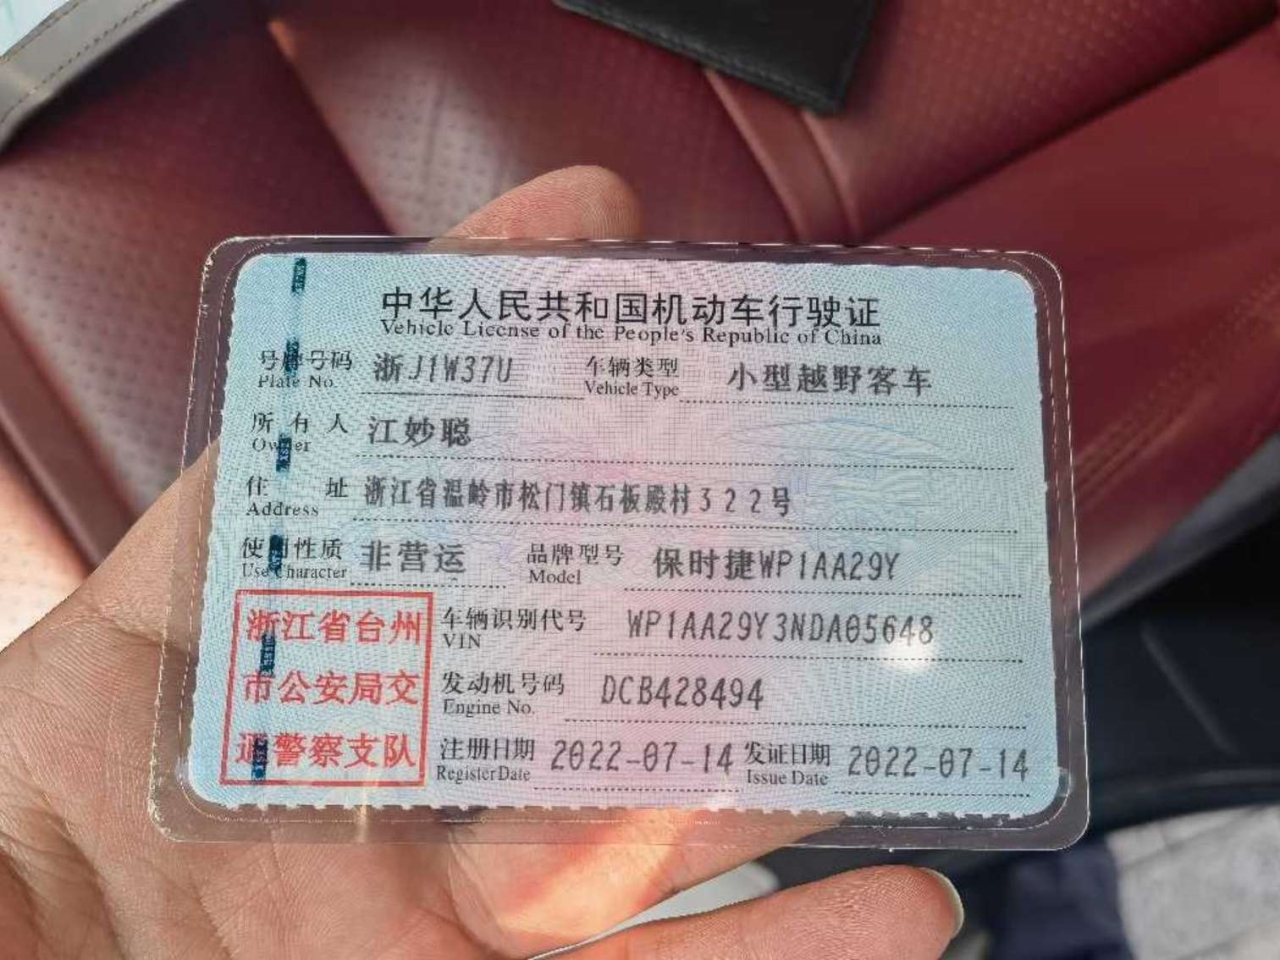 中华人民共和国机动车行驶证
Vehicle License of the People's Republic of China
号牌号码 浙J1W37U 车辆类型 小型越野客车
Plate No. Vehicle Type
所有人 江妙聪
Owner
住址 浙江省温岭市松门镇石板殿村322号
Address
使用性质 非营运 品牌型号 保时捷WP1AA29Y
Use Character Model
浙江省台州
市公安局交
通警察支队
车辆识别代号 WP1AA29Y3NDA05648
VIN
发动机号码 DCB428494
Engine No.
注册日期 2022-07-14 发证日期 2022-07-14
Register Date Issue Date